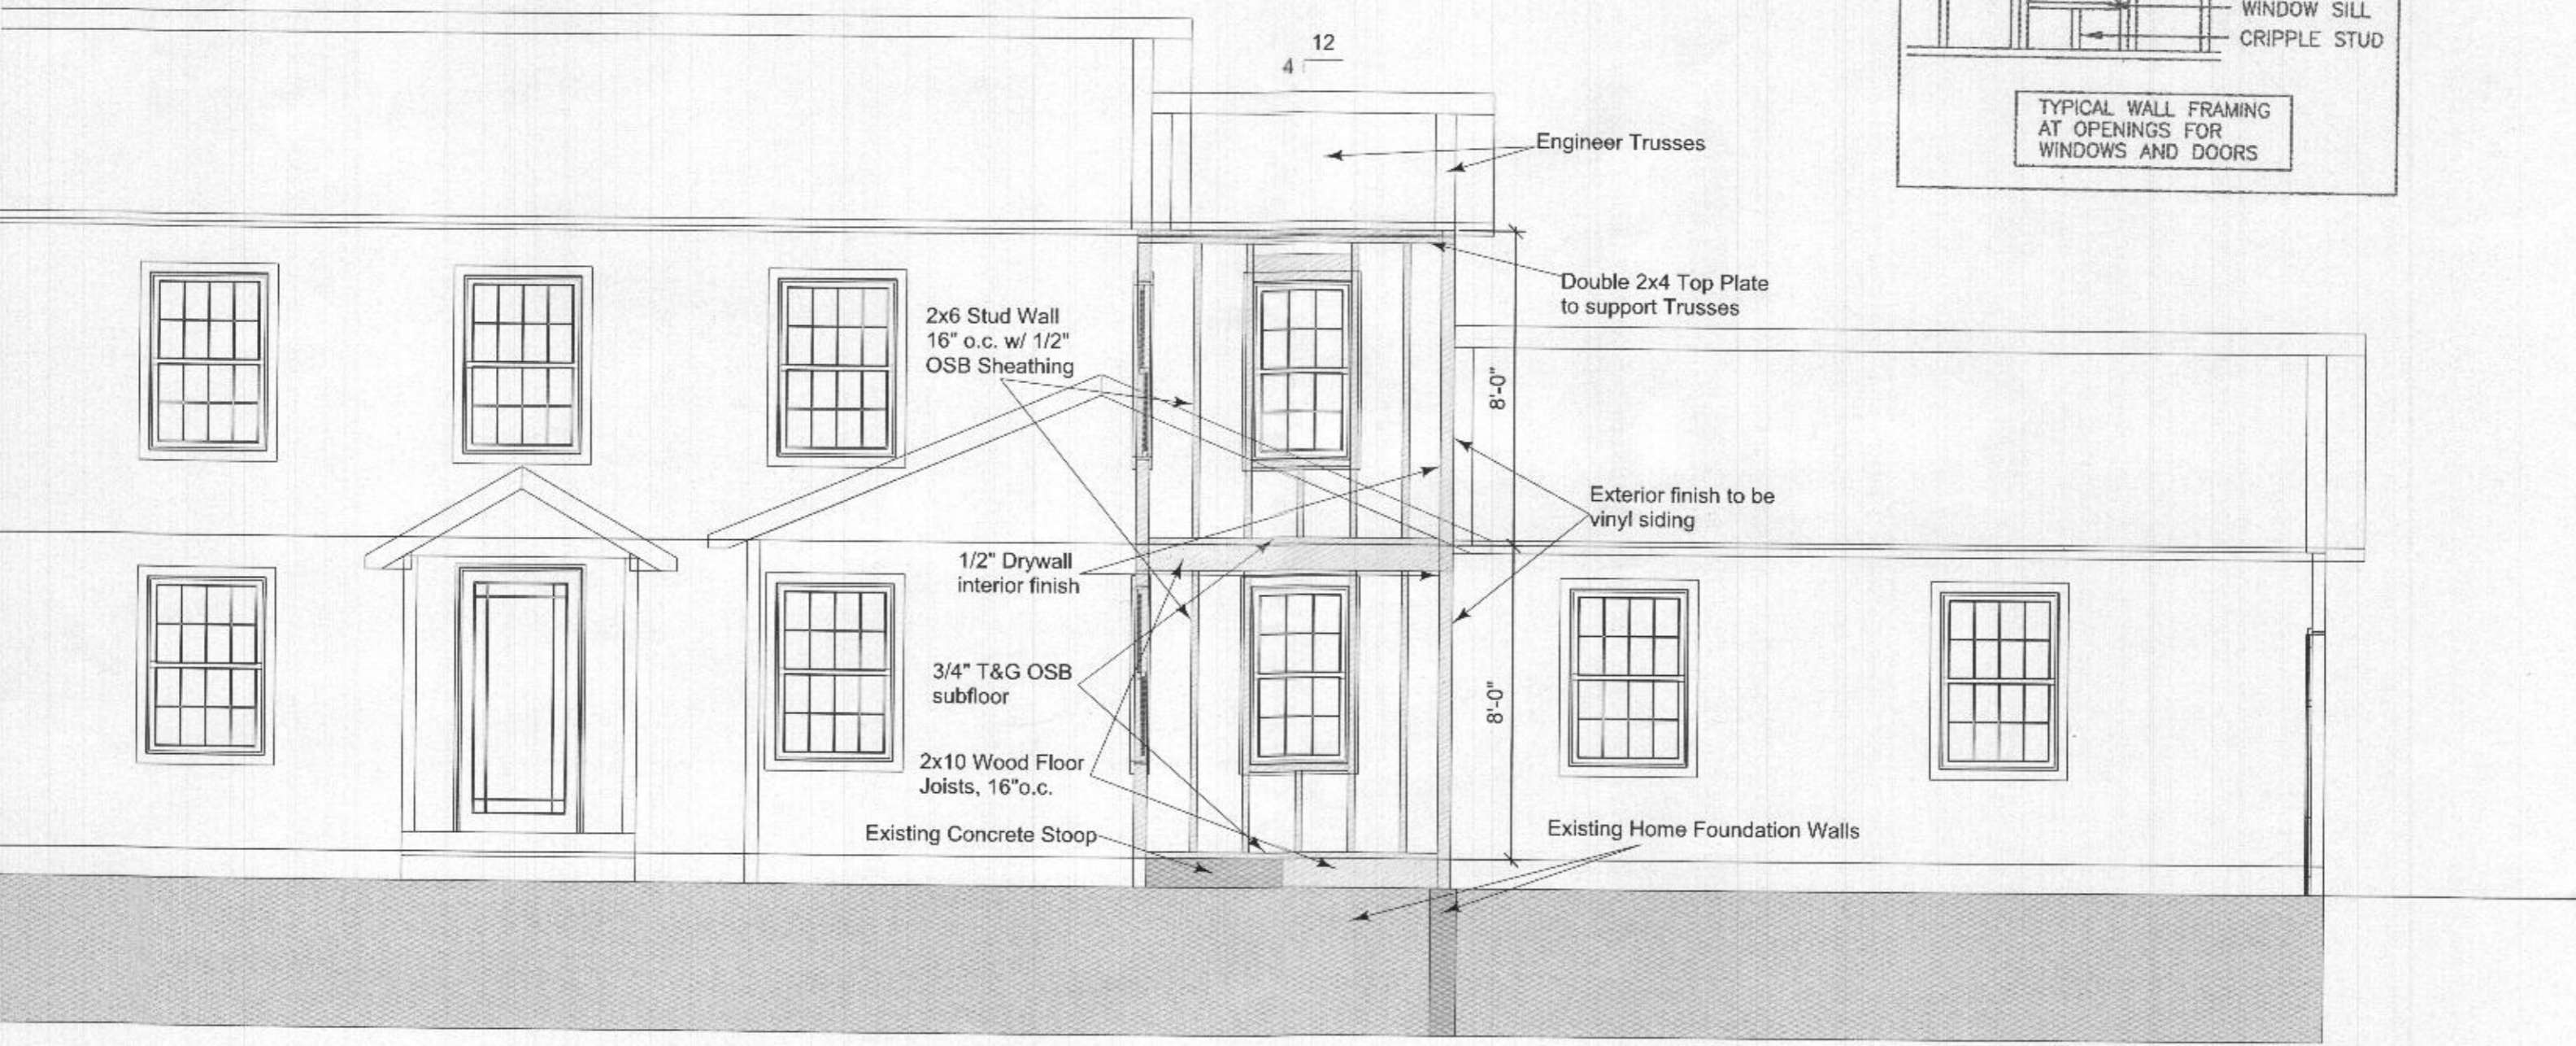 WINDOW SILL
CRIPPLE STUD
TYPICAL WALL FRAMING
AT OPENINGS FOR
WINDOWS AND DOORS
12
4
Engineer Trusses
Double 2x4 Top Plate
to support Trusses
2x6 Stud Wall
16" o.c. w/ 1/2"
OSB Sheathing
8'-0"
Exterior finish to be
vinyl siding
1/2" Drywall
interior finish
3/4" T&G OSB
subfloor
8'-0"
2x10 Wood Floor
Joists, 16"o.c.
Existing Concrete Stoop
Existing Home Foundation Walls